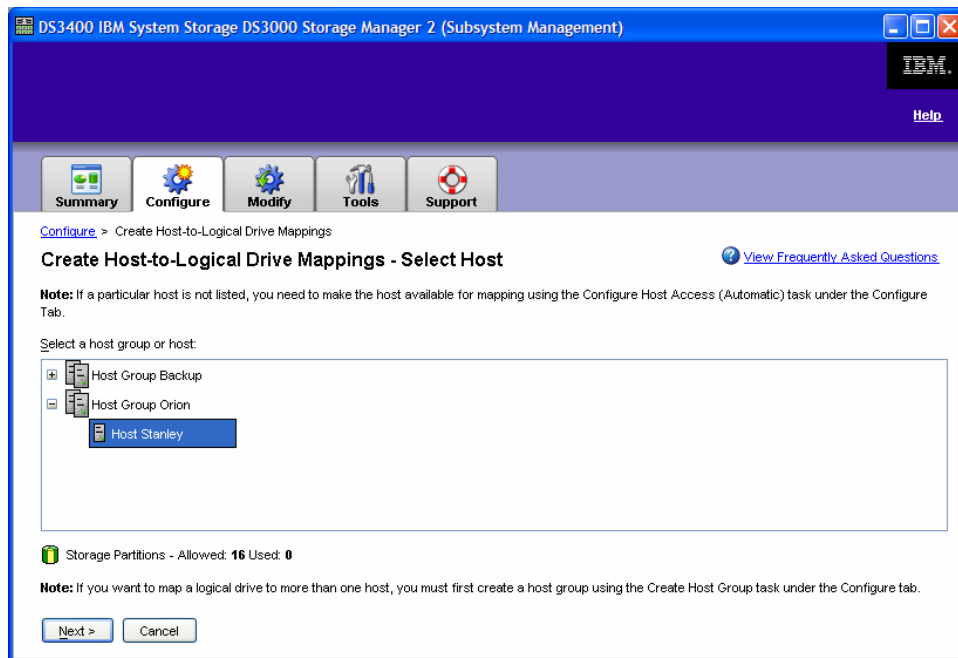 DS3400 IBM System Storage DS3000 Storage Manager 2 (Subsystem Management)
IBM.
Help
Summary
Configure
Modify
Tools
Support
Configure > Create Host-to-Logical Drive Mappings
Create Host-to-Logical Drive Mappings - Select Host
View Frequently Asked Questions
Note: If a particular host is not listed, you need to make the host available for mapping using the Configure Host Access (Automatic) task under the Configure
Tab.
Select a host group or host:
Host Group Backup
Host Group Orion
Host Stanley
Storage Partitions - Allowed: 16 Used: 0
Note: If you want to map a logical drive to more than one host, you must first create a host group using the Create Host Group task under the Configure tab.
Next >
Cancel